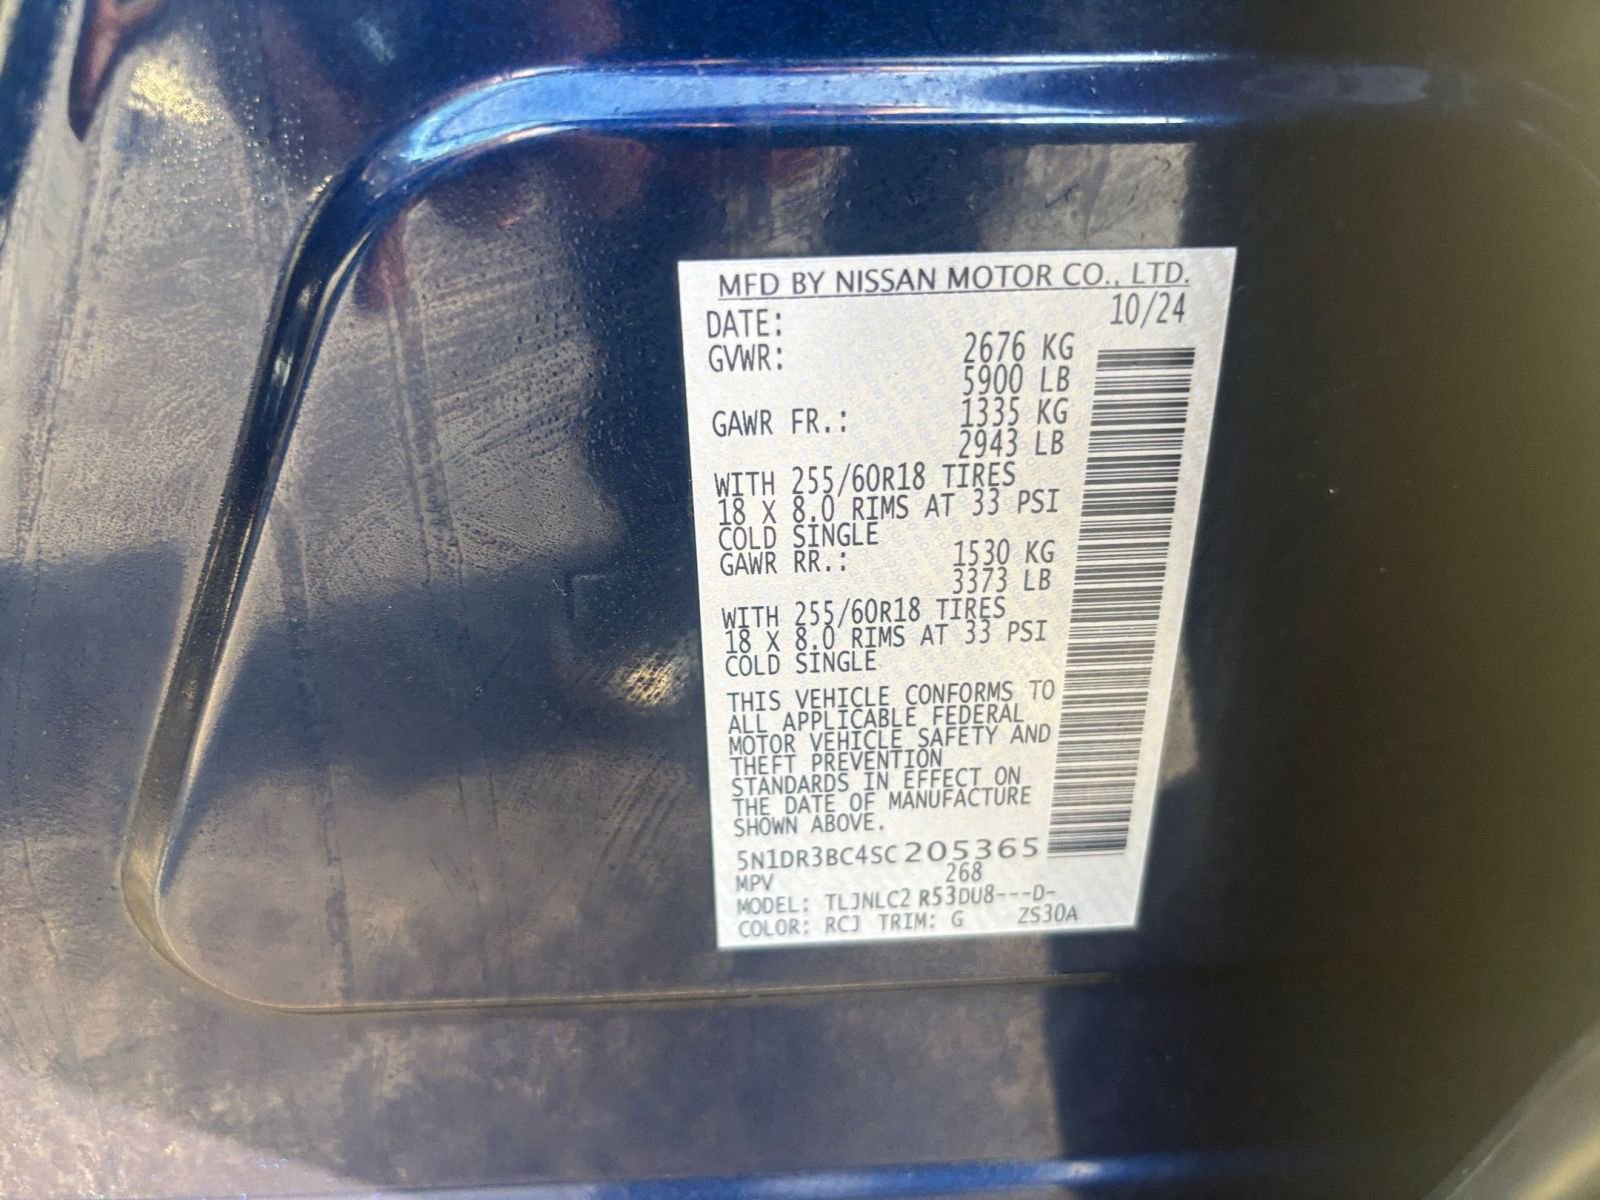 MFD BY NISSAN MOTOR CO., LTD.
DATE: 10/24
GVWR: 2676 KG
5900 LB
GAWR FR.: 1335 KG
2943 LB
WITH 255/60R18 TIRES
18 X 8.0 RIMS AT 33 PSI
COLD SINGLE
GAWR RR.: 1530 KG
3373 LB
WITH 255/60R18 TIRES
18 X 8.0 RIMS AT 33 PSI
COLD SINGLE
THIS VEHICLE CONFORMS TO
ALL APPLICABLE FEDERAL
MOTOR VEHICLE SAFETY AND
THEFT PREVENTION
STANDARDS IN EFFECT ON
THE DATE OF MANUFACTURE
SHOWN ABOVE.
5N1DR3BC4SC205365
MPV 268
MODEL: TLJNLC2 R53DU8---D-
COLOR: RCJ TRIM: G ZS30A